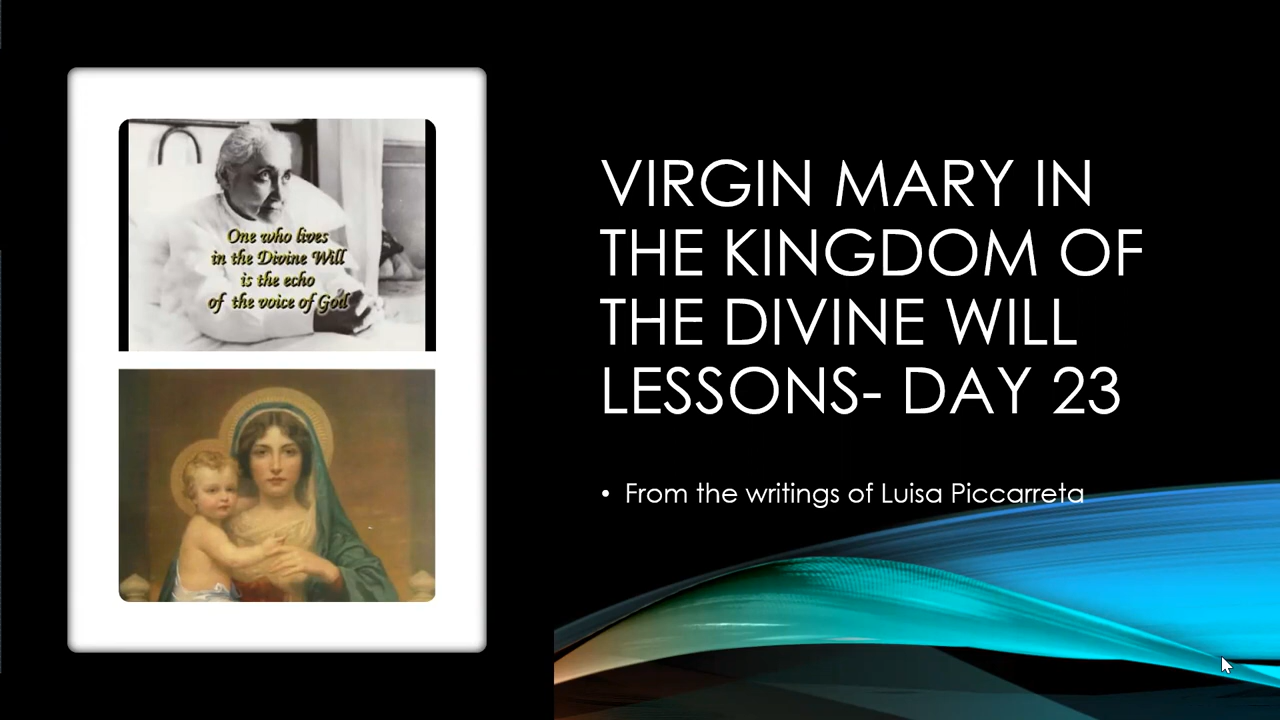 One who lives
in the Divine Will
is the echo
of the voice of God
VIRGIN MARY IN
THE KINGDOM OF
THE DIVINE WILL
LESSONS- DAY 23
• From the writings of Luisa Piccarreta